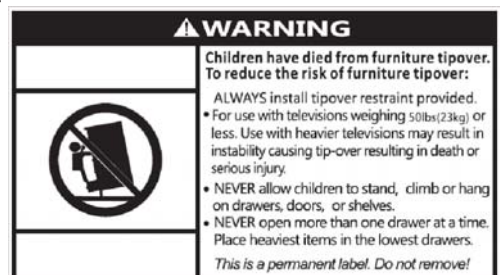 WARNING
Children have died from furniture tipover.
To reduce the risk of furniture tipover:
ALWAYS install tipover restraint provided.
• For use with televisions weighing 50lbs(23kg) or
less. Use with heavier televisions may result in
instability causing tip-over resulting in death or
serious injury.
• NEVER allow children to stand, climb or hang
on drawers, doors, or shelves.
• NEVER open more than one drawer at a time.
Place heaviest items in the lowest drawers.
This is a permanent label. Do not remove!